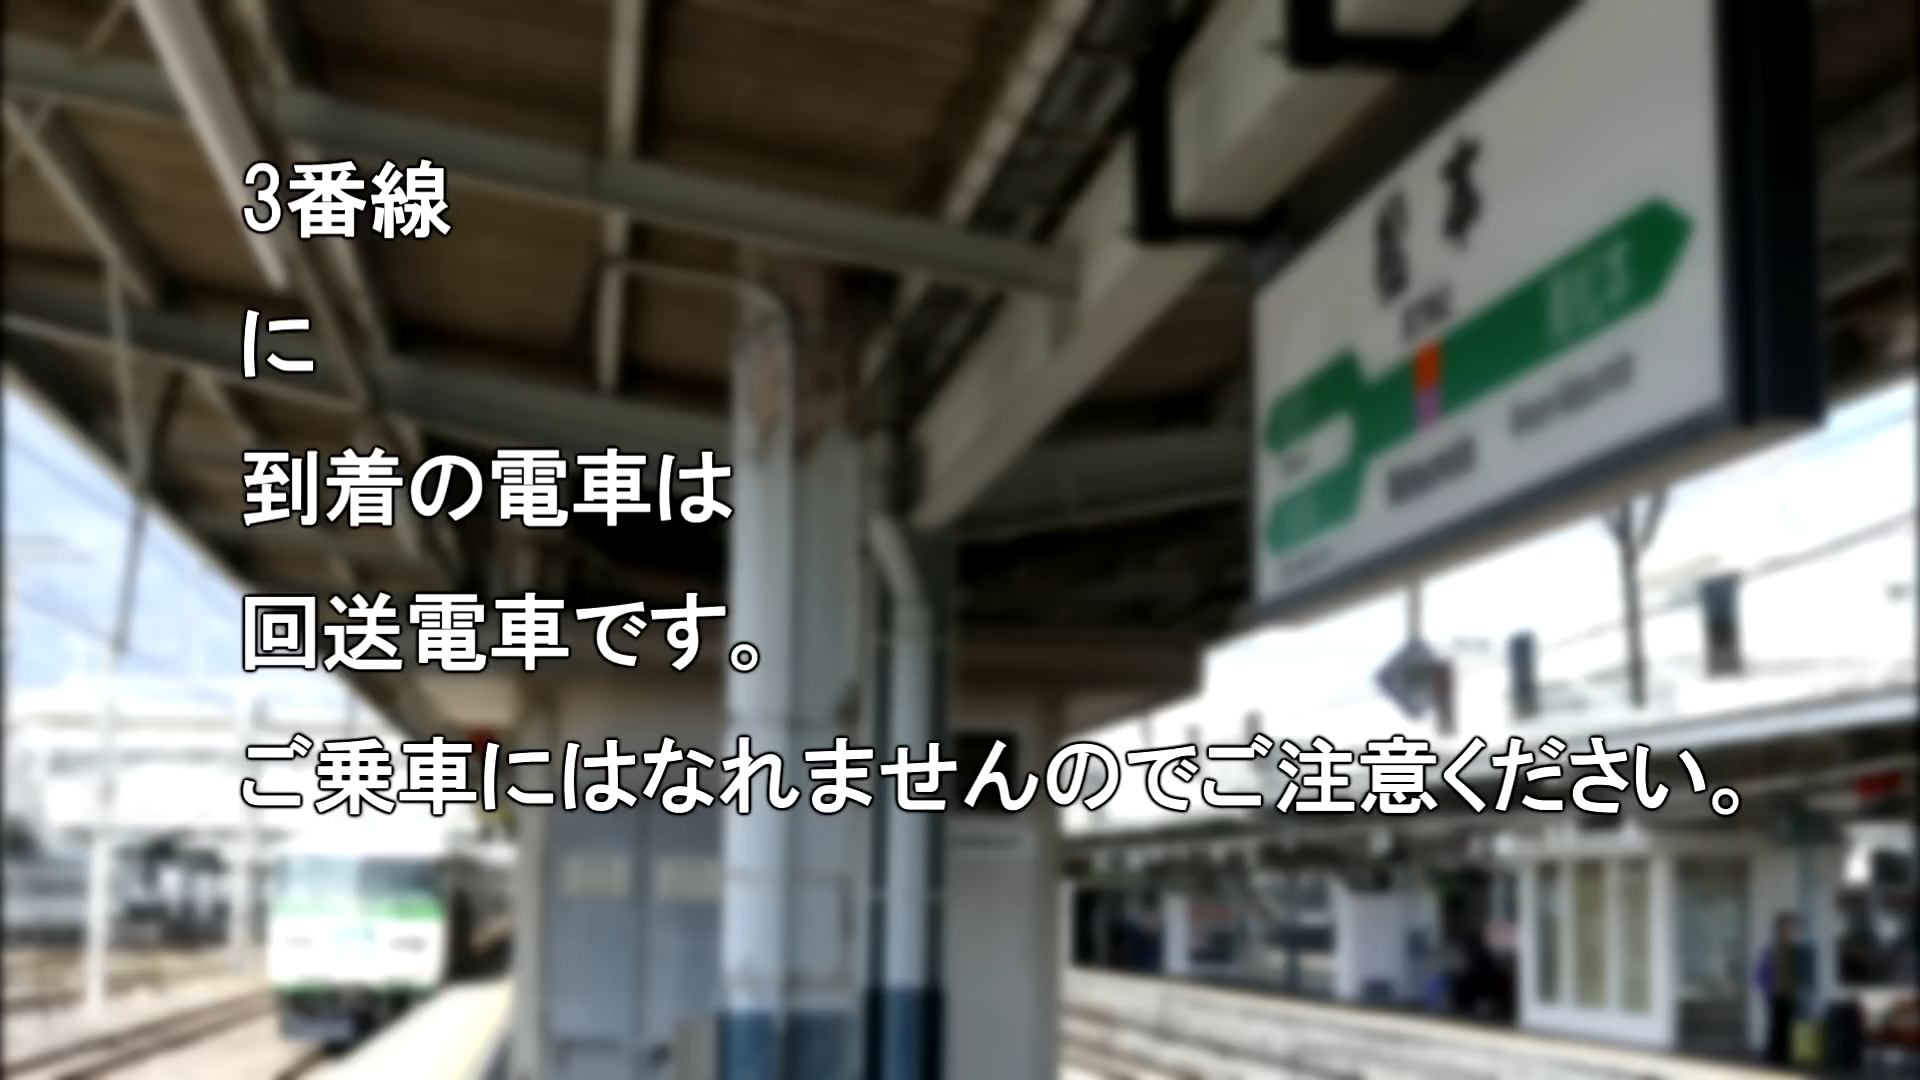 3番線
に
到着の電車は
回送電車です。
ご乗車にはなれませんのでご注意ください。